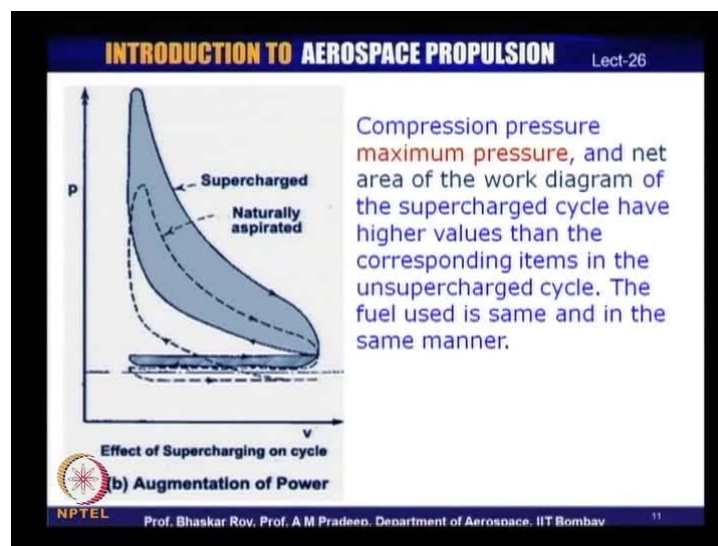 INTRODUCTION TO AEROSPACE PROPULSION
Lect-26
P
Supercharged
Naturally
aspirated
V
Effect of Supercharging on cycle
(b) Augmentation of Power
Compression pressure
maximum pressure, and net
area of the work diagram of
the supercharged cycle have
higher values than the
corresponding items in the
unsupercharged cycle. The
fuel used is same and in the
same manner.
NPTEL
Prof. Bhaskar Roy, Prof. A M Pradeep, Department of Aerospace, IIT Bombay
11